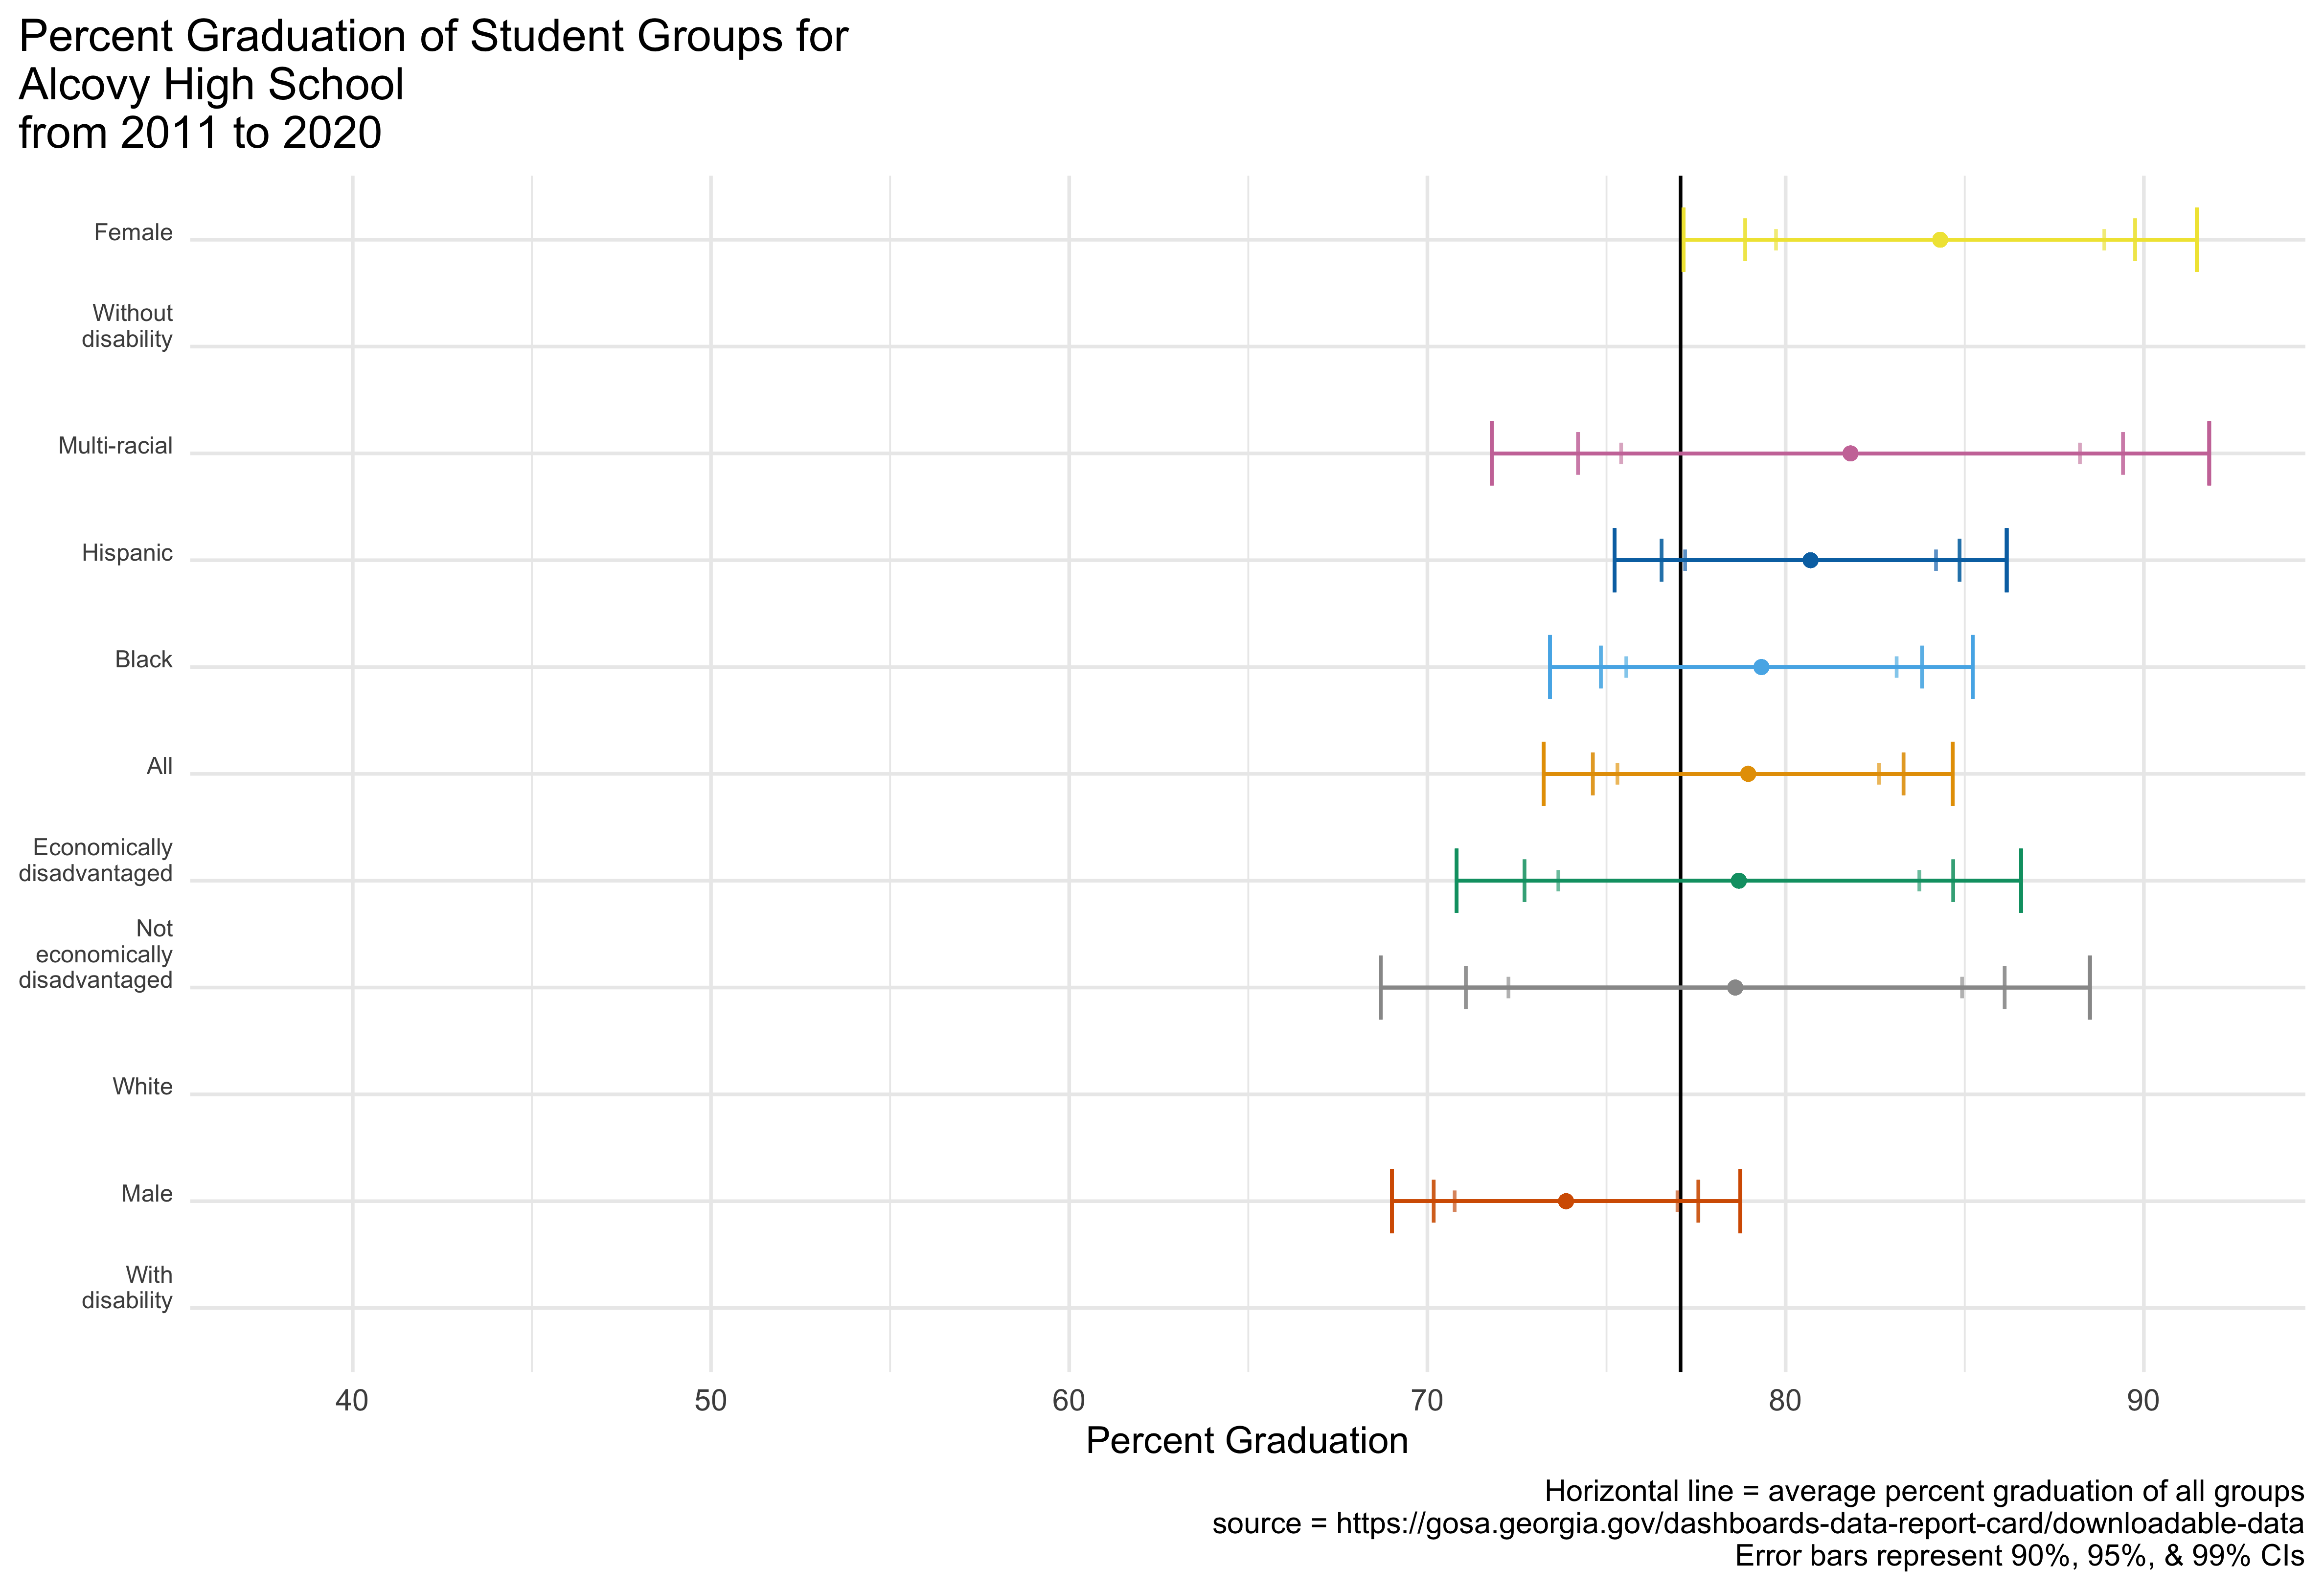 Percent Graduation of Student Groups for
Alcovy High School
from 2011 to 2020
Female
Without
disability
Multi-racial
Hispanic
Black
All
Economically
disadvantaged
Not
economically
disadvantaged
White
Male
With
disability
40 50 60 70 80 90
Percent Graduation
Horizontal line = average percent graduation of all groups
source = https://gosa.georgia.gov/dashboards-data-report-card/downloadable-data
Error bars represent 90%, 95%, & 99% CIs